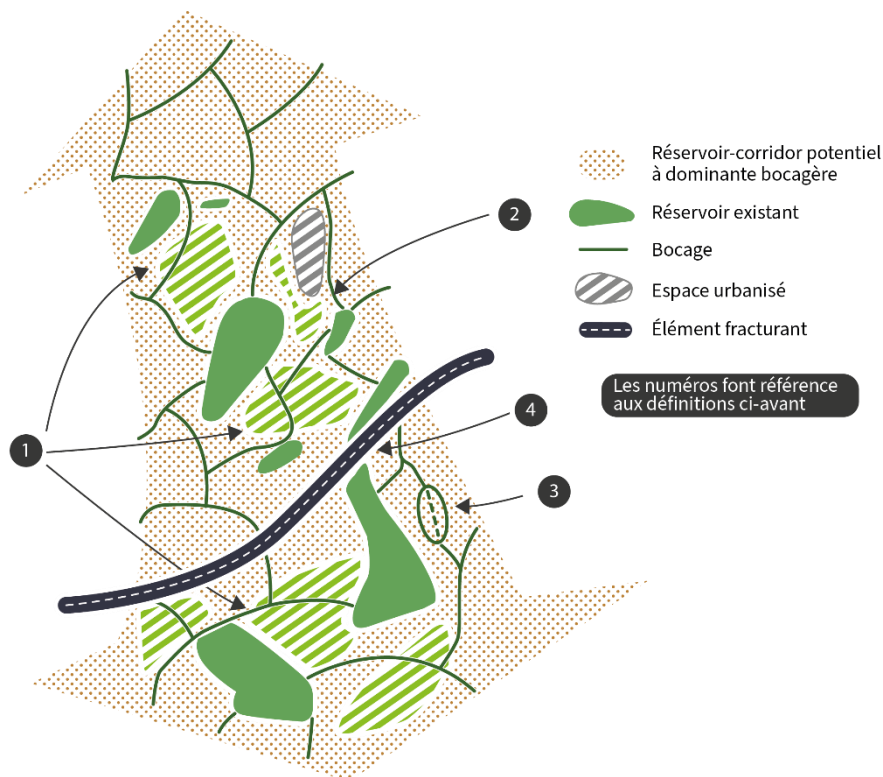 Réservoir-corridor potentiel
à dominante bocagère
2
Réservoir existant
Bocage
Espace urbanisé
Élément fracturant
Les numéros font référence
aux définitions ci-avant
4
1
3